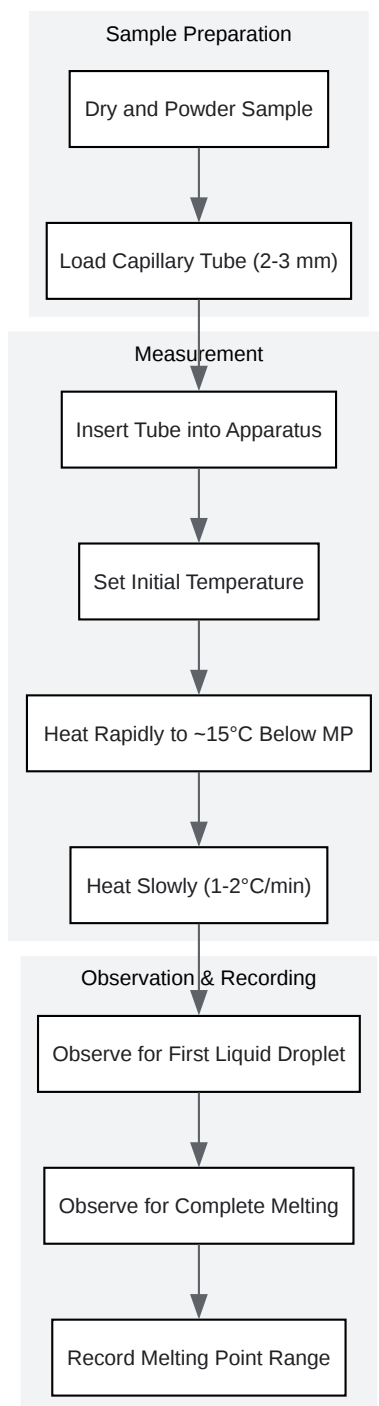 Sample Preparation
Dry and Powder Sample
Load Capillary Tube (2-3 mm)
Measurement
Insert Tube into Apparatus
Set Initial Temperature
Heat Rapidly to ~15°C Below MP
Heat Slowly (1-2°C/min)
Observation & Recording
Observe for First Liquid Droplet
Observe for Complete Melting
Record Melting Point Range